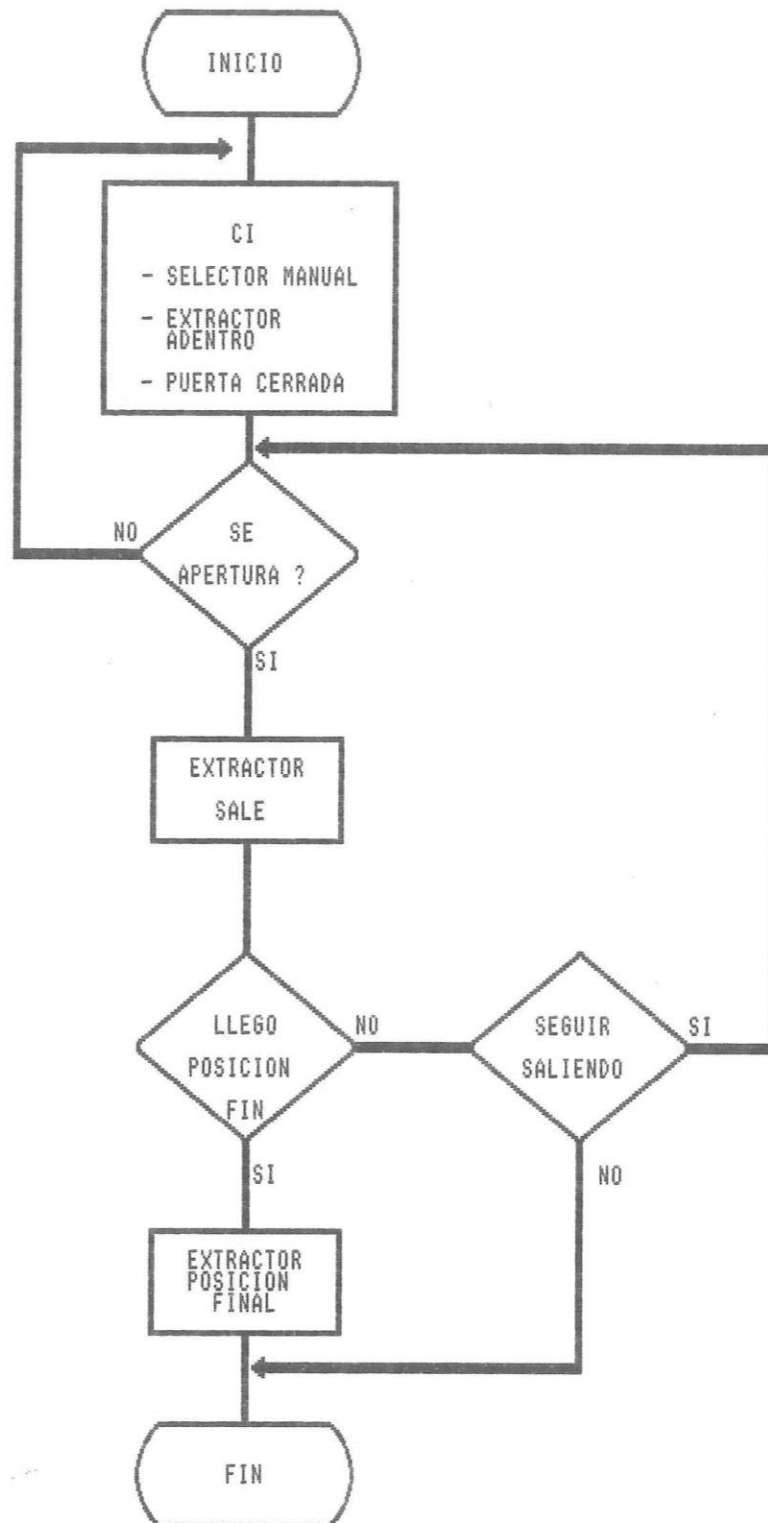 INICIO
CI
- SELECTOR MANUAL
- EXTRACTOR
ADENTRO
- PUERTA CERRADA
NO
SE
APERTURA ?
SI
EXTRACTOR
SALE
LLEGO
POSICION
FIN
NO
SEGUIR
SALIENDO
SI
SI
NO
EXTRACTOR
POSICION
FINAL
FIN